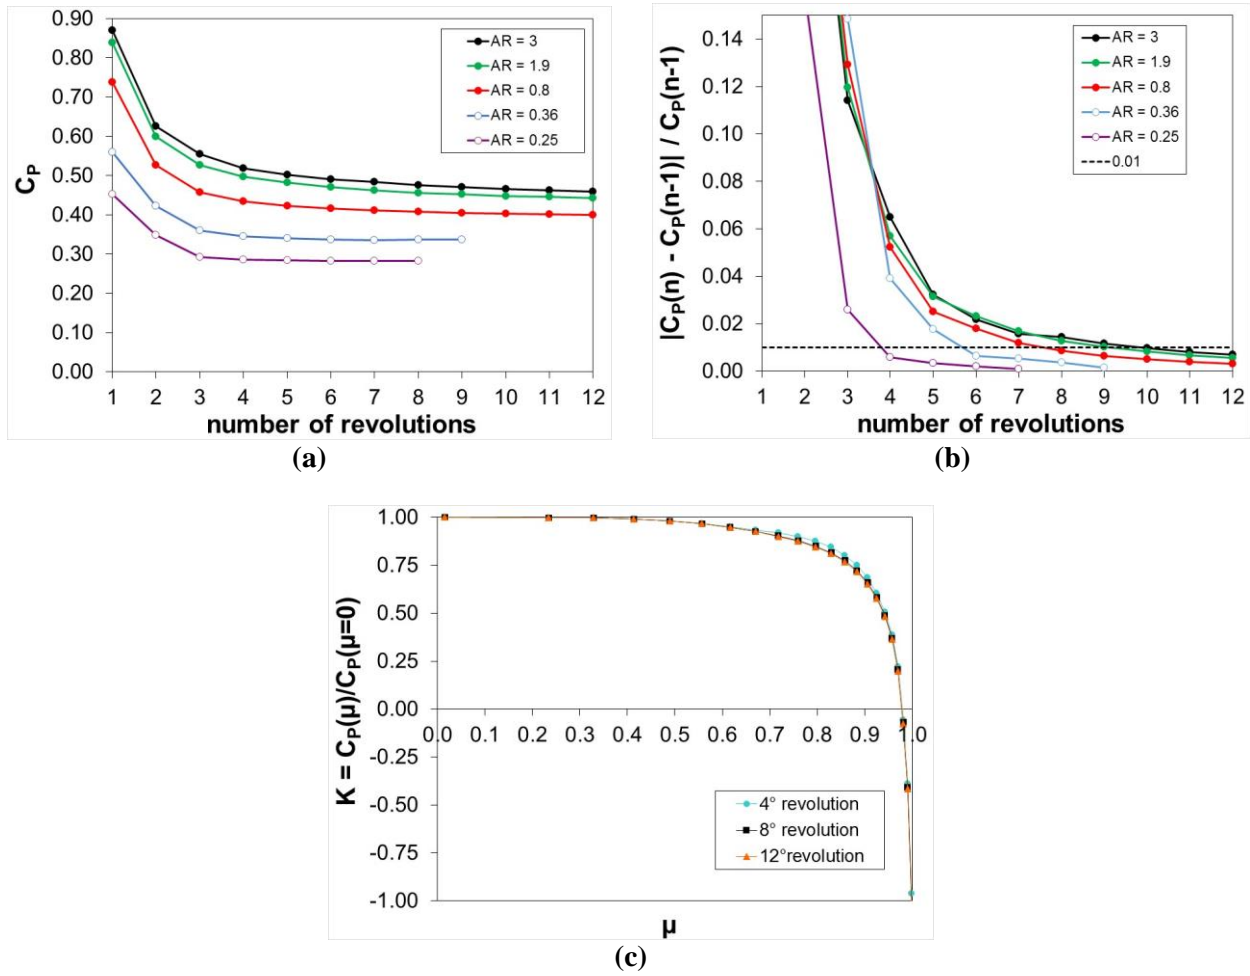 0.90
0.80
0.70
0.60
0.50
0.40
0.30
0.20
0.10
0.00
C_P
AR = 3
AR = 1.9
AR = 0.8
AR = 0.36
AR = 0.25
1 2 3 4 5 6 7 8 9 10 11 12
number of revolutions
(a)
0.14
0.12
0.10
0.08
0.06
0.04
0.02
0.00
|C_P(n) - C_P(n-1)| / C_P(n-1)
AR = 3
AR = 1.9
AR = 0.8
AR = 0.36
AR = 0.25
0.01
1 2 3 4 5 6 7 8 9 10 11 12
number of revolutions
(b)
1.00
0.75
0.50
0.25
0.00
-0.25
-0.50
-0.75
-1.00
K = C_P(µ)/C_P(µ=0)
0.0 0.1 0.2 0.3 0.4 0.5 0.6 0.7 0.8 0.9 1.0
4° revolution
8° revolution
12°revolution
µ
(c)